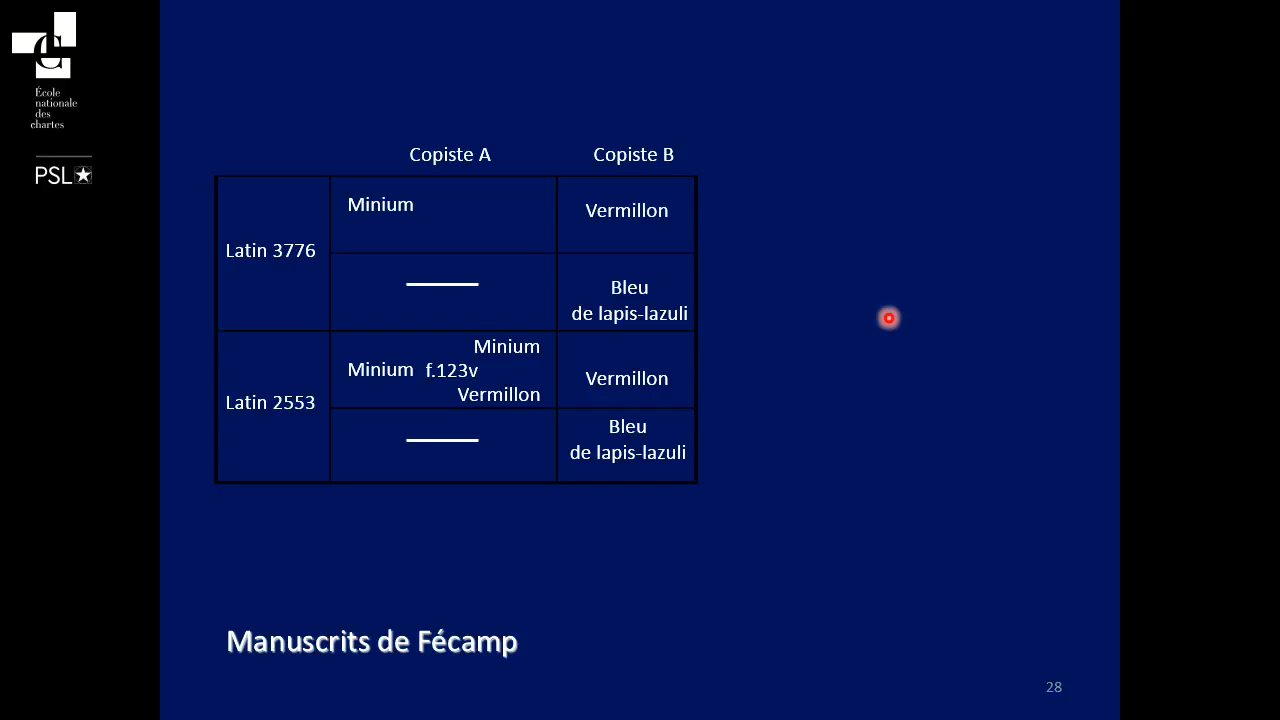 École
nationale
des
chartes
PSL
Copiste A
Copiste B
Latin 3776
Minium
Vermillon
Bleu
de lapis-lazuli
Latin 2553
Minium
Minium f.123v
Vermillon
Vermillon
Bleu
de lapis-lazuli
Manuscrits de Fécamp
28